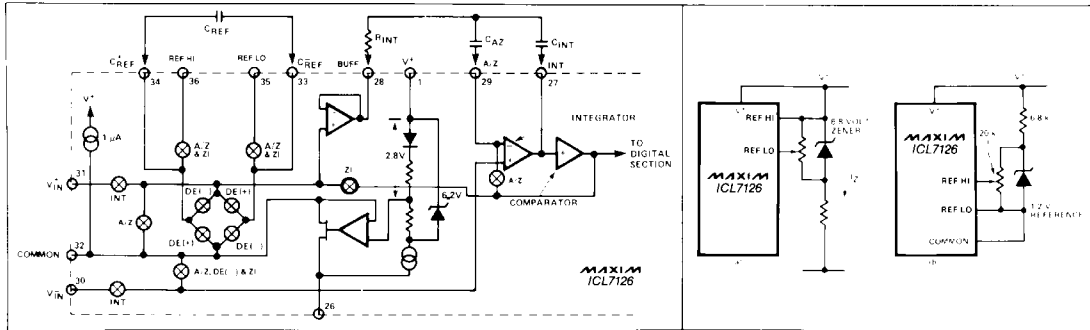 CREF
RINT
CAZ
CINT
C+REF REF HI REF LO C-REF BUFF V+ A/Z INT
34 36 35 33 28 1 29 27
V+
1 µA
A/Z & ZI
A/Z & ZI
INTEGRATOR
TO DIGITAL SECTION
2.8V
6.2V
ZI
A/Z
COMPARATOR
31
V+IN
INT
DE(−) DE(+)
A/Z
DE(+) DE(−)
32
COMMON
A/Z, DE(−) & ZI
30
V-IN
INT
26
MAXIM
ICL7126
V+
V+
REF HI
REF LO
6.8 VOLT ZENER
MAXIM
ICL7126
IZ
V+
V+
6.8k
20k
MAXIM
ICL7126
REF HI
REF LO
1.2 V REFERENCE
COMMON
(b)